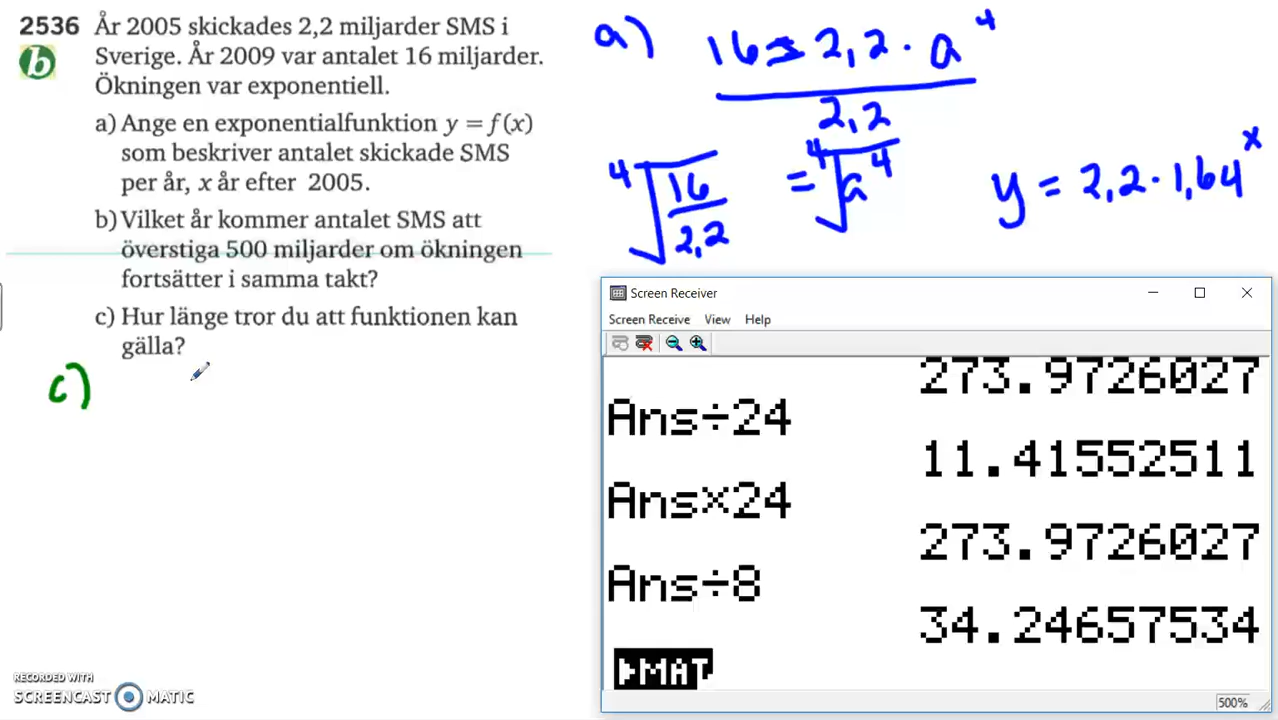 2536 År 2005 skickades 2,2 miljarder SMS i
b Sverige. År 2009 var antalet 16 miljarder.
Ökningen var exponentiell.
a) Ange en exponentialfunktion y = f(x)
som beskriver antalet skickade SMS
per år, x år efter 2005.
b) Vilket år kommer antalet SMS att
överstiga 500 miljarder om ökningen
fortsätter i samma takt?
c) Hur länge tror du att funktionen kan
gälla?
c)
a) 16 = 2,2 · a⁴
2,2
⁴√16/2,2 = ⁴√a⁴
y = 2,2 · 1,64ˣ
Screen Receiver
Screen Receive View Help
273.9726027
Ans÷24
11.41552511
Ans×24
273.9726027
Ans÷8
34.24657534
▶MAT
500%
RECORDED WITH
SCREENCAST MATIC